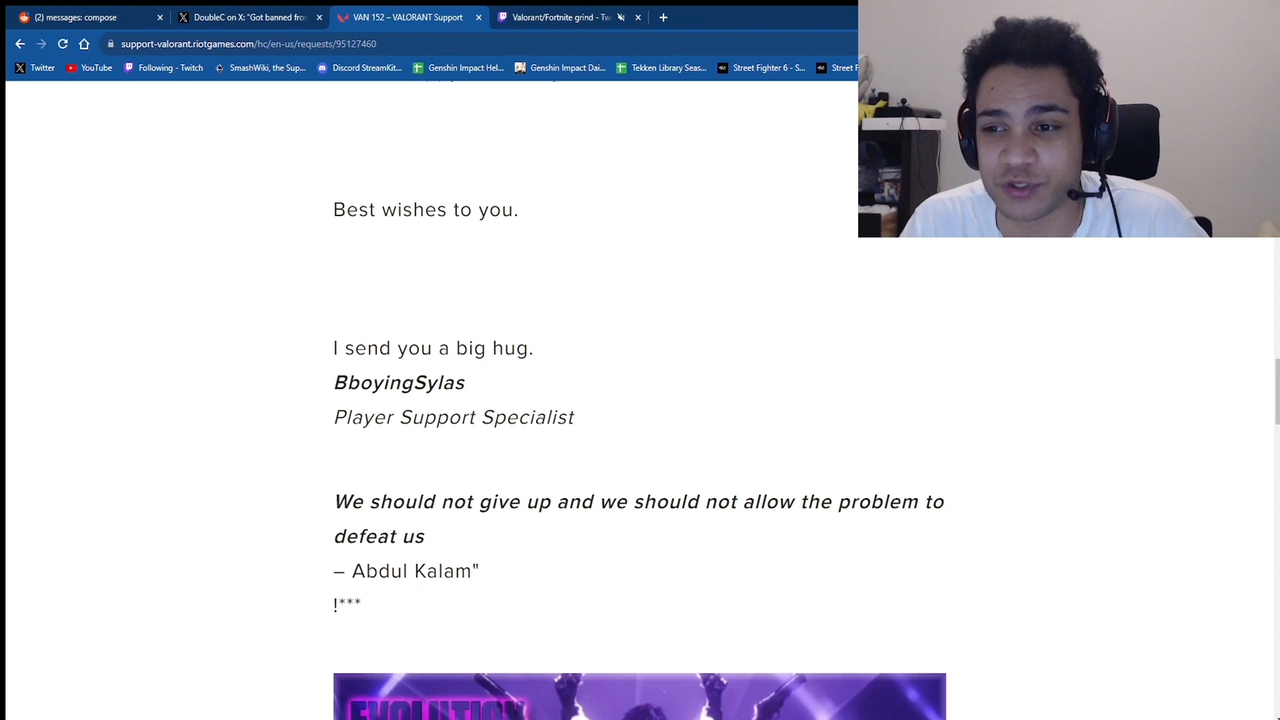 (2) messages: compose
DoubleC on X: "Got banned from
VAN 152 – VALORANT Support
Valorant/Fortnite grind - Tw
support-valorant.riotgames.com/hc/en-us/requests/95127460
Twitter
YouTube
Following - Twitch
SmashWiki, the Sup...
Discord StreamKit...
Genshin Impact Hel...
Genshin Impact Dai...
Tekken Library Seas...
Street Fighter 6 - S...
Street F
Best wishes to you.
I send you a big hug.
BboyingSylas
Player Support Specialist
We should not give up and we should not allow the problem to
defeat us
– Abdul Kalam"
!***
EVOLUTION